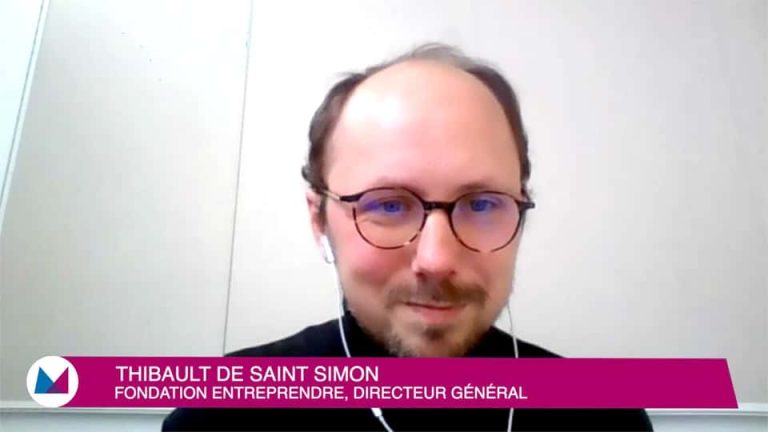 THIBAULT DE SAINT SIMON
FONDATION ENTREPRENDRE, DIRECTEUR GÉNÉRAL